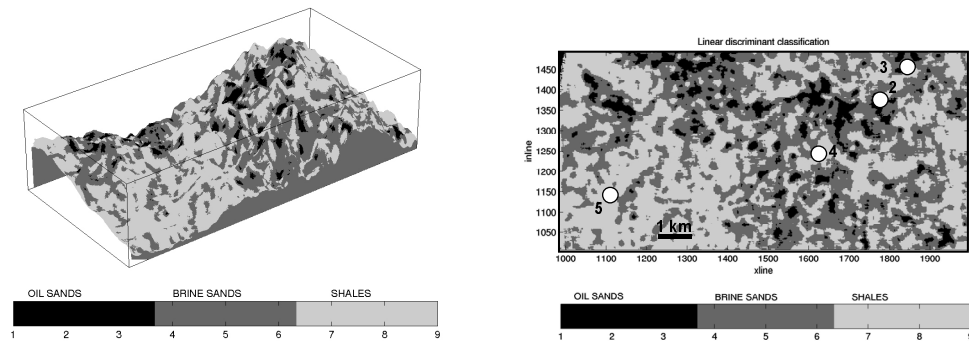 Linear discriminant classification
1450
1400
1350
1300
1250
1200
1150
1100
1050
inline
3
2
4
5
1 km
1000 1100 1200 1300 1400 1500 1600 1700 1800 1900
xline
OIL SANDS BRINE SANDS SHALES
1 2 3 4 5 6 7 8 9
OIL SANDS BRINE SANDS SHALES
1 2 3 4 5 6 7 8 9